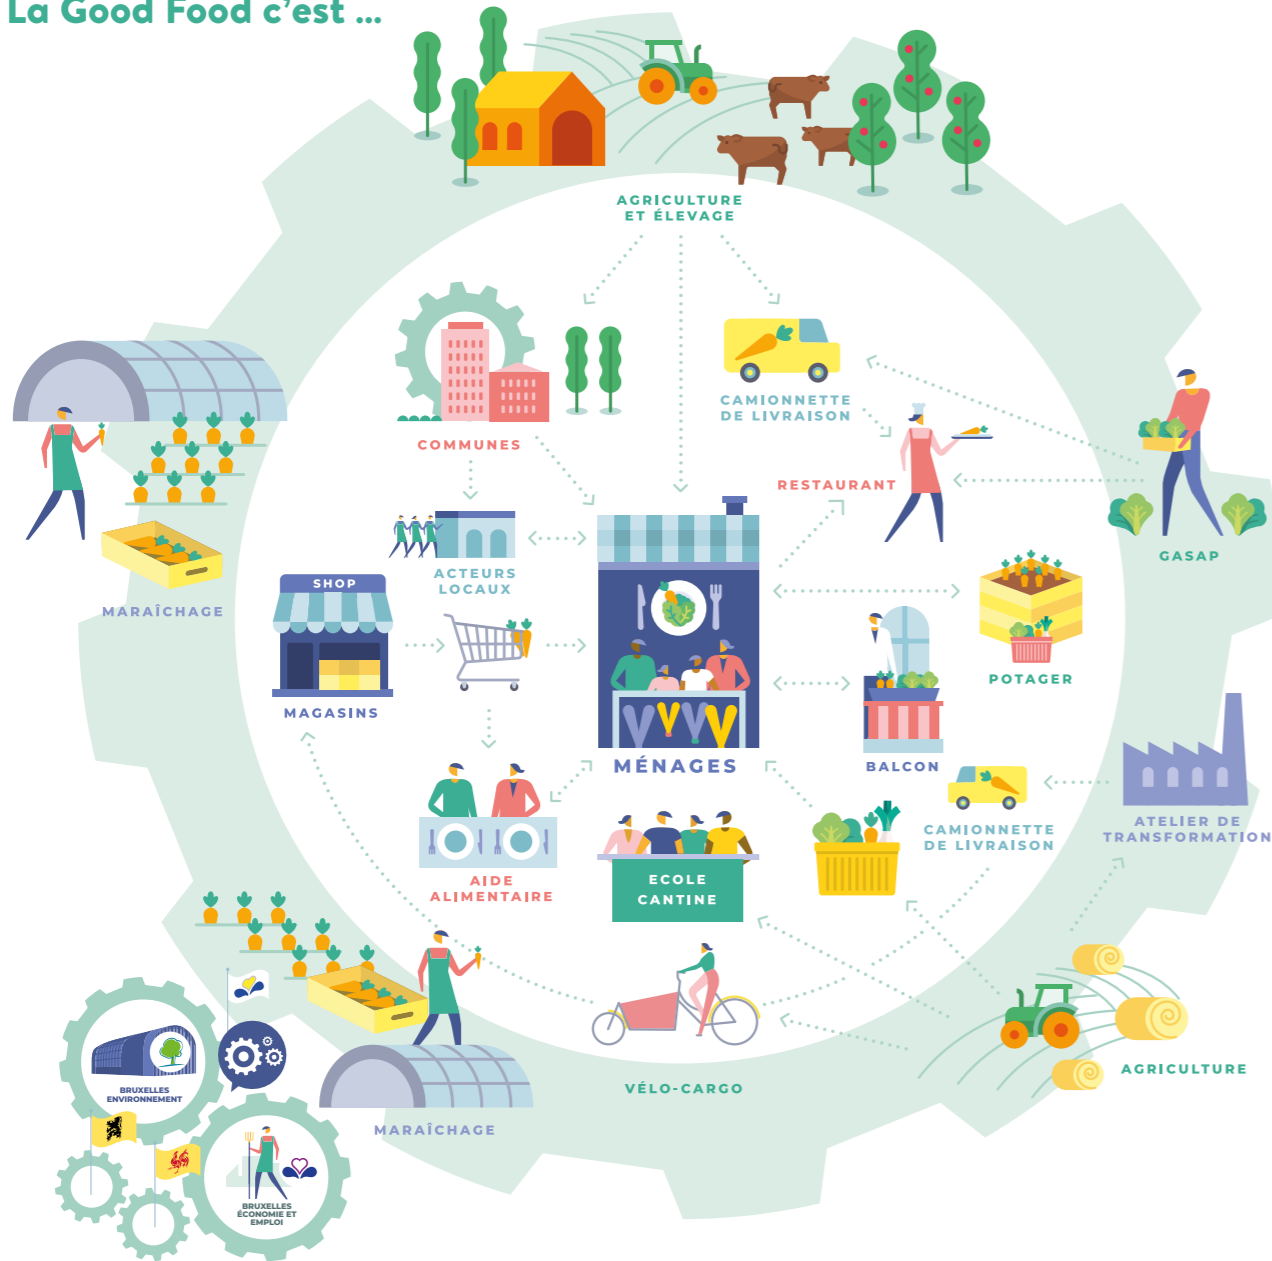 La Good Food c'est ...
AGRICULTURE
ET ÉLEVAGE
CAMIONNETTE
DE LIVRAISON
COMMUNES
RESTAURANT
GASAP
MARAÎCHAGE
ACTEURS
LOCAUX
SHOP
MAGASINS
MÉNAGES
POTAGER
BALCON
ATELIER DE
TRANSFORMATION
CAMIONNETTE
DE LIVRAISON
AIDE
ALIMENTAIRE
ECOLE
CANTINE
AGRICULTURE
VÉLO-CARGO
MARAÎCHAGE
BRUXELLES
ENVIRONNEMENT
BRUXELLES
ÉCONOMIE ET
EMPLOI